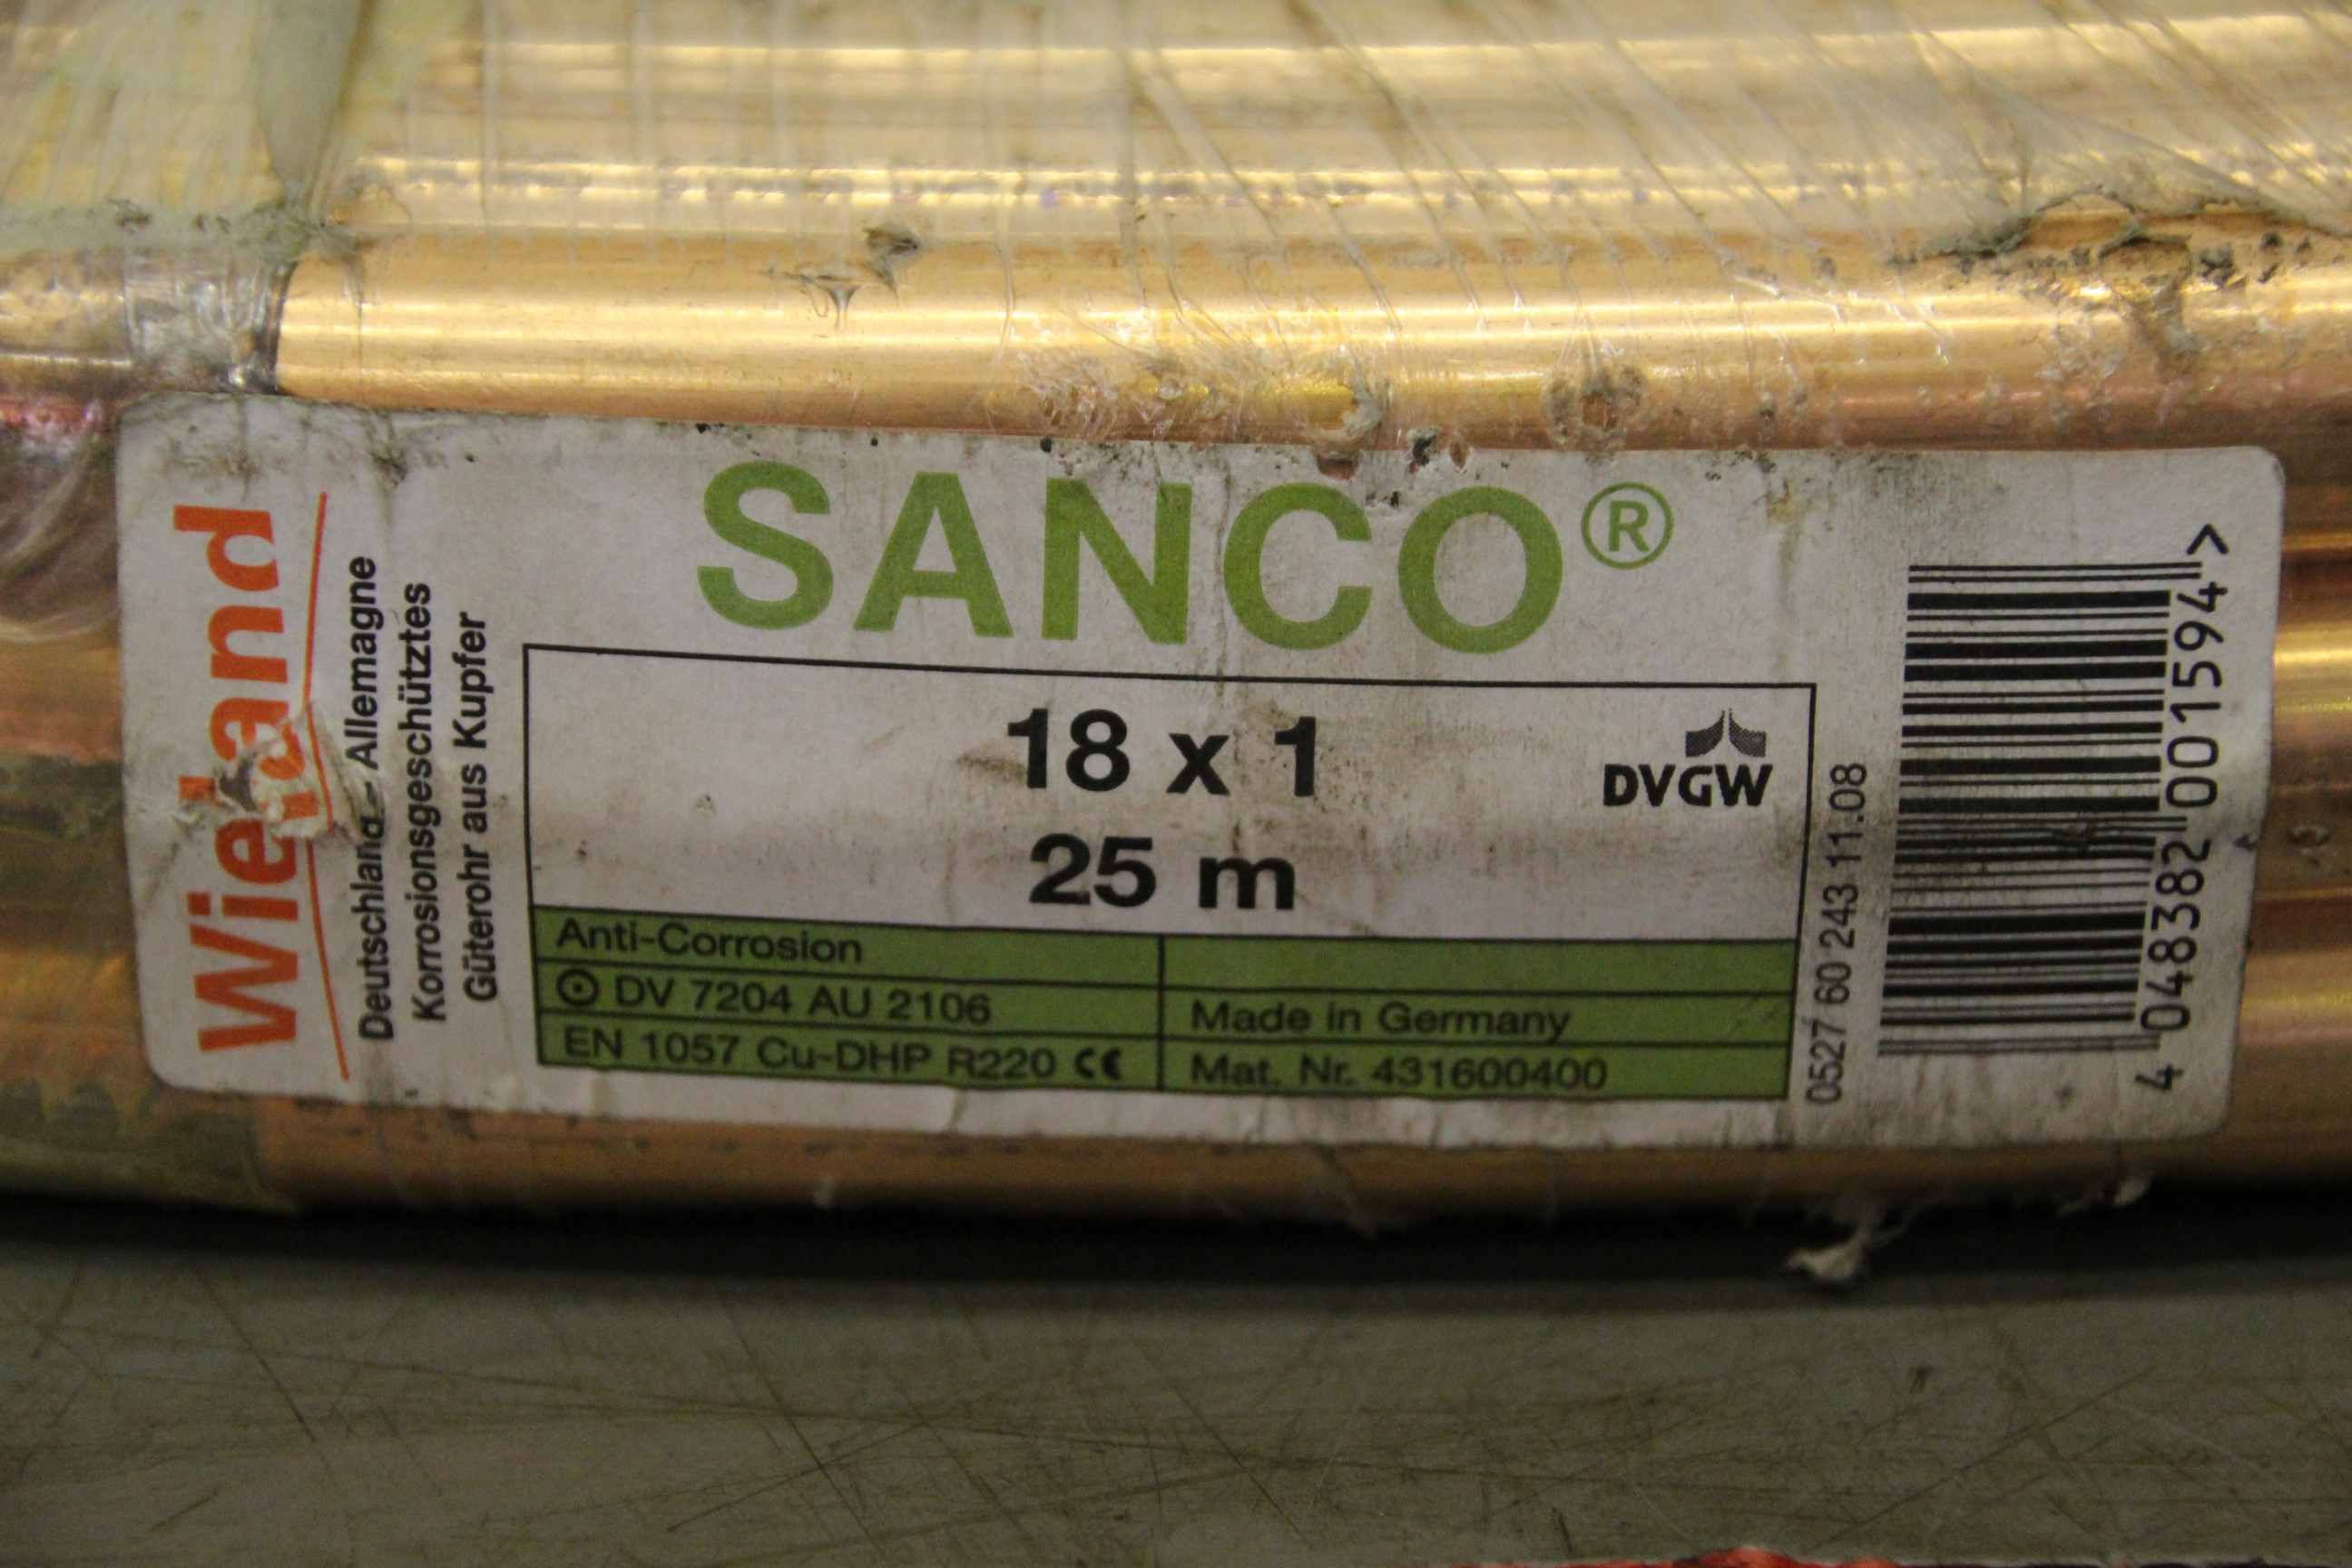 Wieland
Deutschland – Allemagne
Korrosionsgeschütztes
Güterohr aus Kupfer
SANCO®
18 x 1
25 m
DVGW
Anti-Corrosion
DV 7204 AU 2106
Made in Germany
EN 1057 Cu-DHP R220 CE
Mat. Nr. 431600400
0527 60 243 11.08
4 048382 001594 >